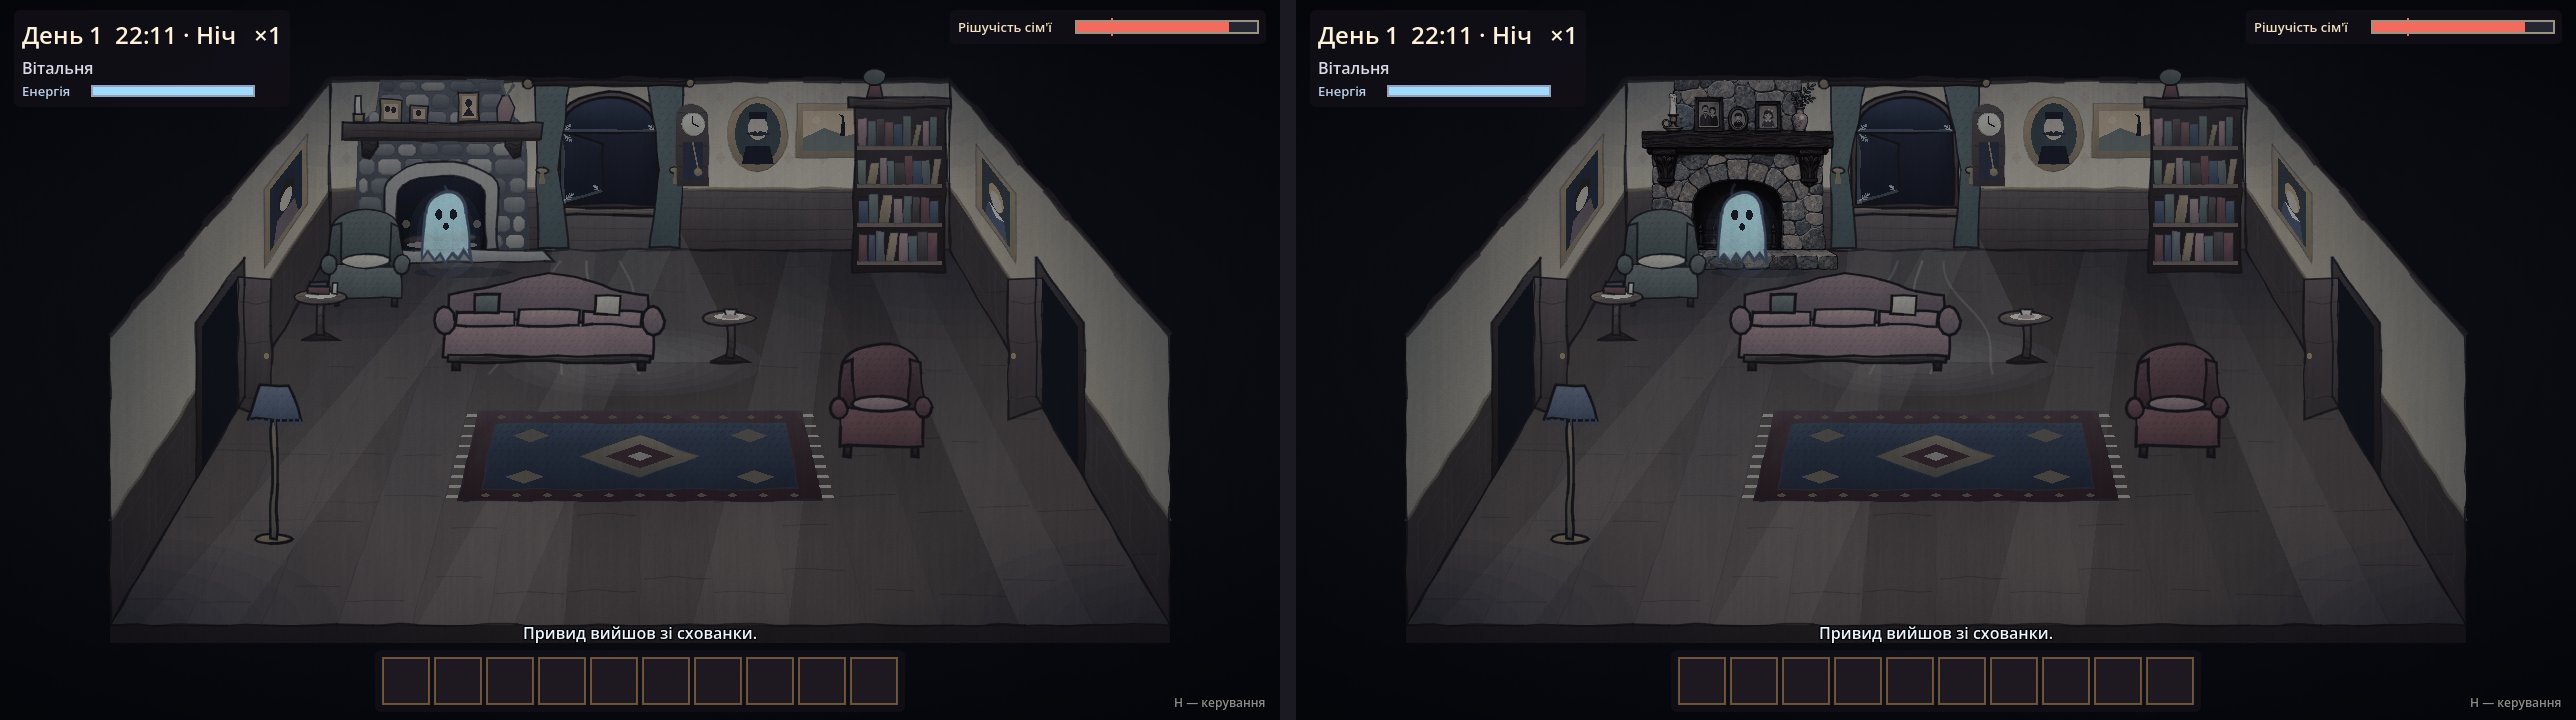 День 1 22:11 · Ніч ×1
Вітальня
Енергія
Рішучість сім'ї
Привид вийшов зі схованки.
H — керування
День 1 22:11 · Ніч ×1
Вітальня
Енергія
Рішучість сім'ї
Привид вийшов зі схованки.
H — керування